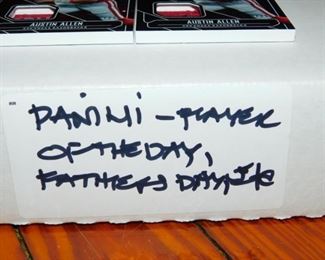 AUSTIN ALLEN
AUSTIN ALLEN
PANINI - PLAYER
OF THE DAY,
FATHERS DAY